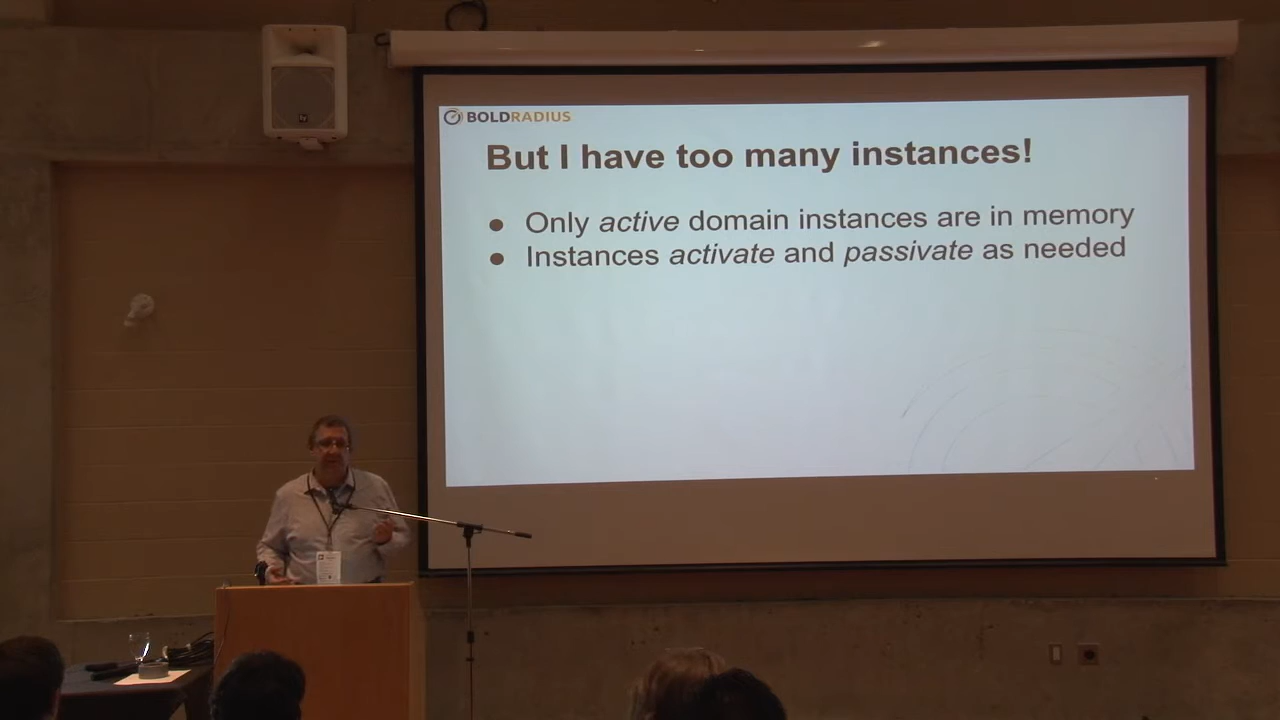 BOLDRADIUS
But I have too many instances!
● Only active domain instances are in memory
● Instances activate and passivate as needed